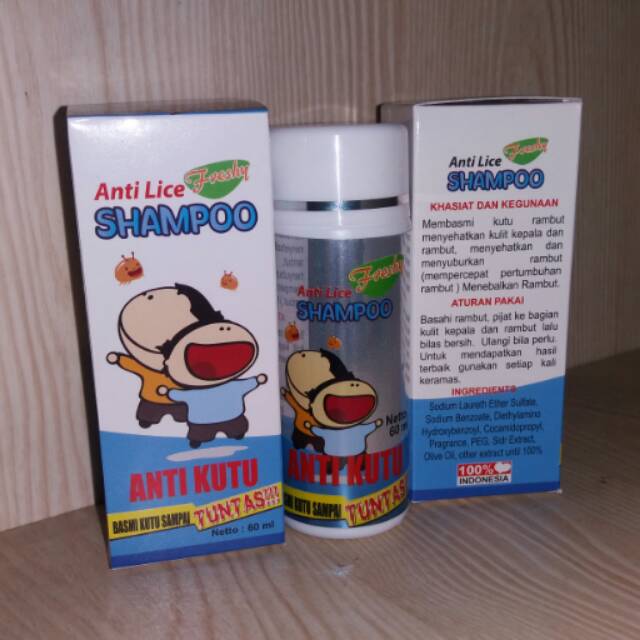 Anti Lice Freshy
SHAMPOO
ANTI KUTU
BASMI KUTU SAMPAI TUNTAS!!!
Netto : 60 ml
Anti Lice Freshy
SHAMPOO
Netto
60 ml
ANTI KUTU
BASMI KUTU SAMPAI TUNTAS
Anti Lice Freshy
SHAMPOO
KHASIAT DAN KEGUNAAN
Membasmi kutu rambut
menyehatkan kulit kepala dan
rambut, menyehatkan dan
menyuburkan rambut
(mempercepat pertumbuhan
rambut ) Menebalkan Rambut.
ATURAN PAKAI
Basahi rambut, pijat ke bagian
kulit kepala dan rambut lalu
bilas bersih. Ulangi bila perlu.
Untuk mendapatkan hasil
terbaik gunakan setiap kali
keramas.
INGREDIENTS
Sodium Laureth Ether Sulfate,
Sodium Benzoate, Diethylamino
Hydroxybenzoyl, Cocamidopropyl,
Pragrance, PEG, Sidr Extract,
Olive Oil, other extract until 100%
100%
INDONESIA